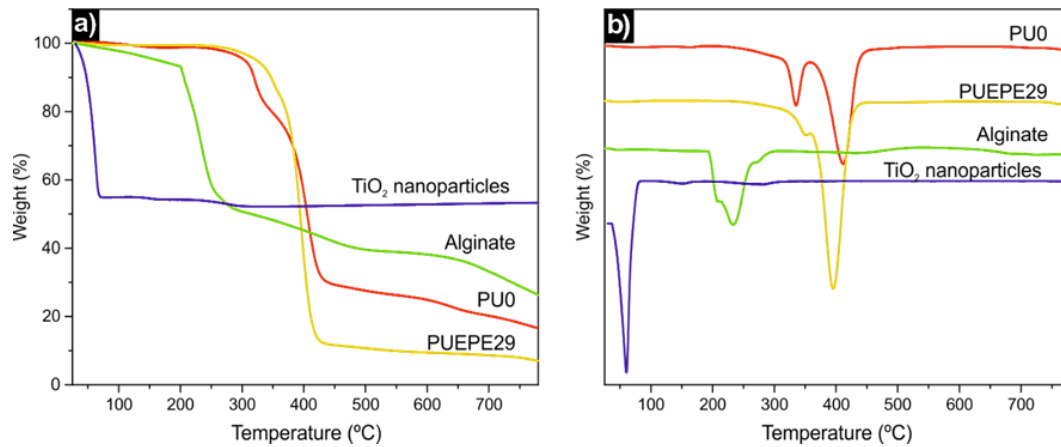 a)
100
80
60
40
20
0
Weight (%)
TiO₂ nanoparticles
Alginate
PU0
PUEPE29
100 200 300 400 500 600 700
Temperature (ºC)
b)
Weight (%)
PU0
PUEPE29
Alginate
TiO₂ nanoparticles
100 200 300 400 500 600 700
Temperature (ºC)